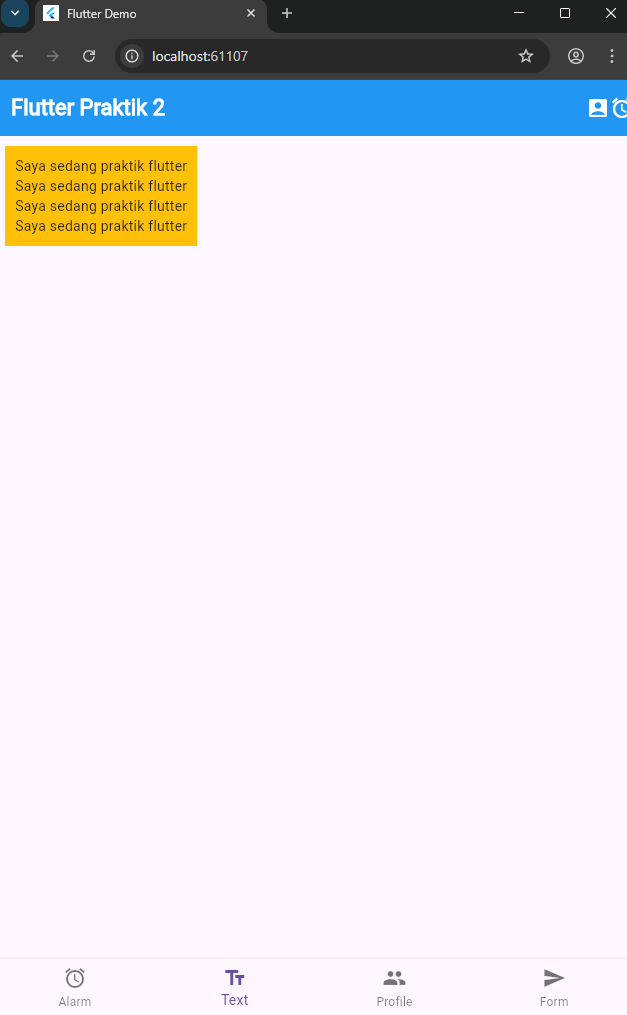 Flutter Demo
localhost:61107
Flutter Praktik 2
Saya sedang praktik flutter
Saya sedang praktik flutter
Saya sedang praktik flutter
Saya sedang praktik flutter
Alarm
Text
Profile
Form